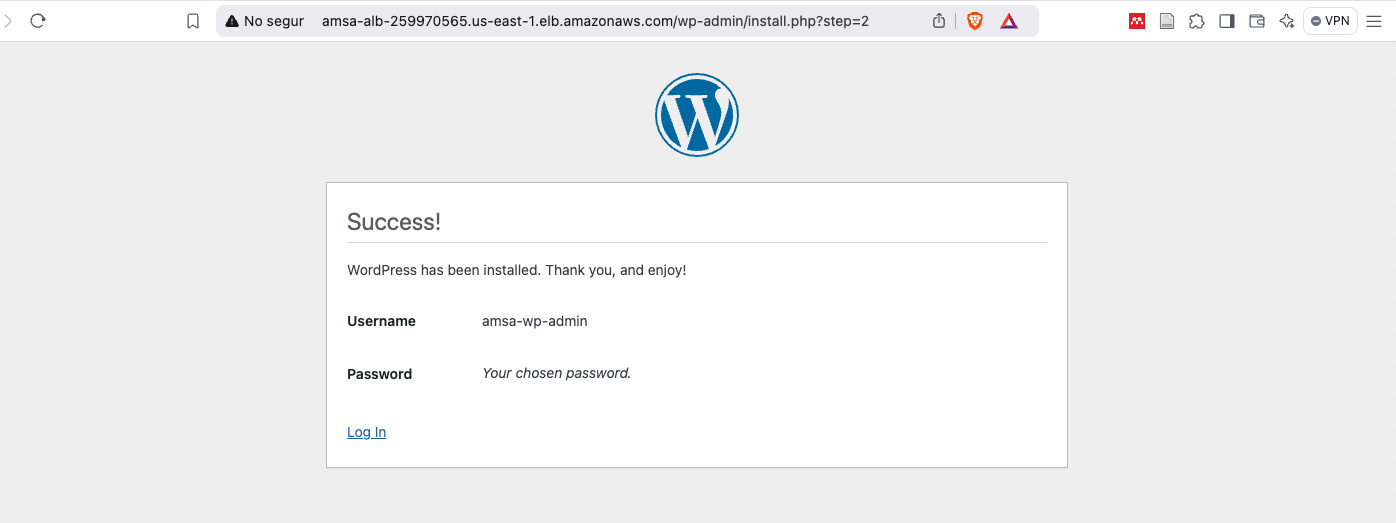 No segur amsa-alb-259970565.us-east-1.elb.amazonaws.com/wp-admin/install.php?step=2 VPN
W
Success!
WordPress has been installed. Thank you, and enjoy!
Username amsa-wp-admin
Password Your chosen password.
Log In